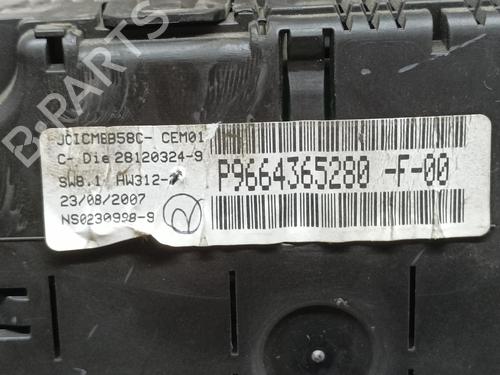 JCICMEB58C- CEM01
C- Die 28120324-9
SW8.1 HW312-
23/08/2007
NS0230998-9
P9664365280 -F-00
B-PARTS